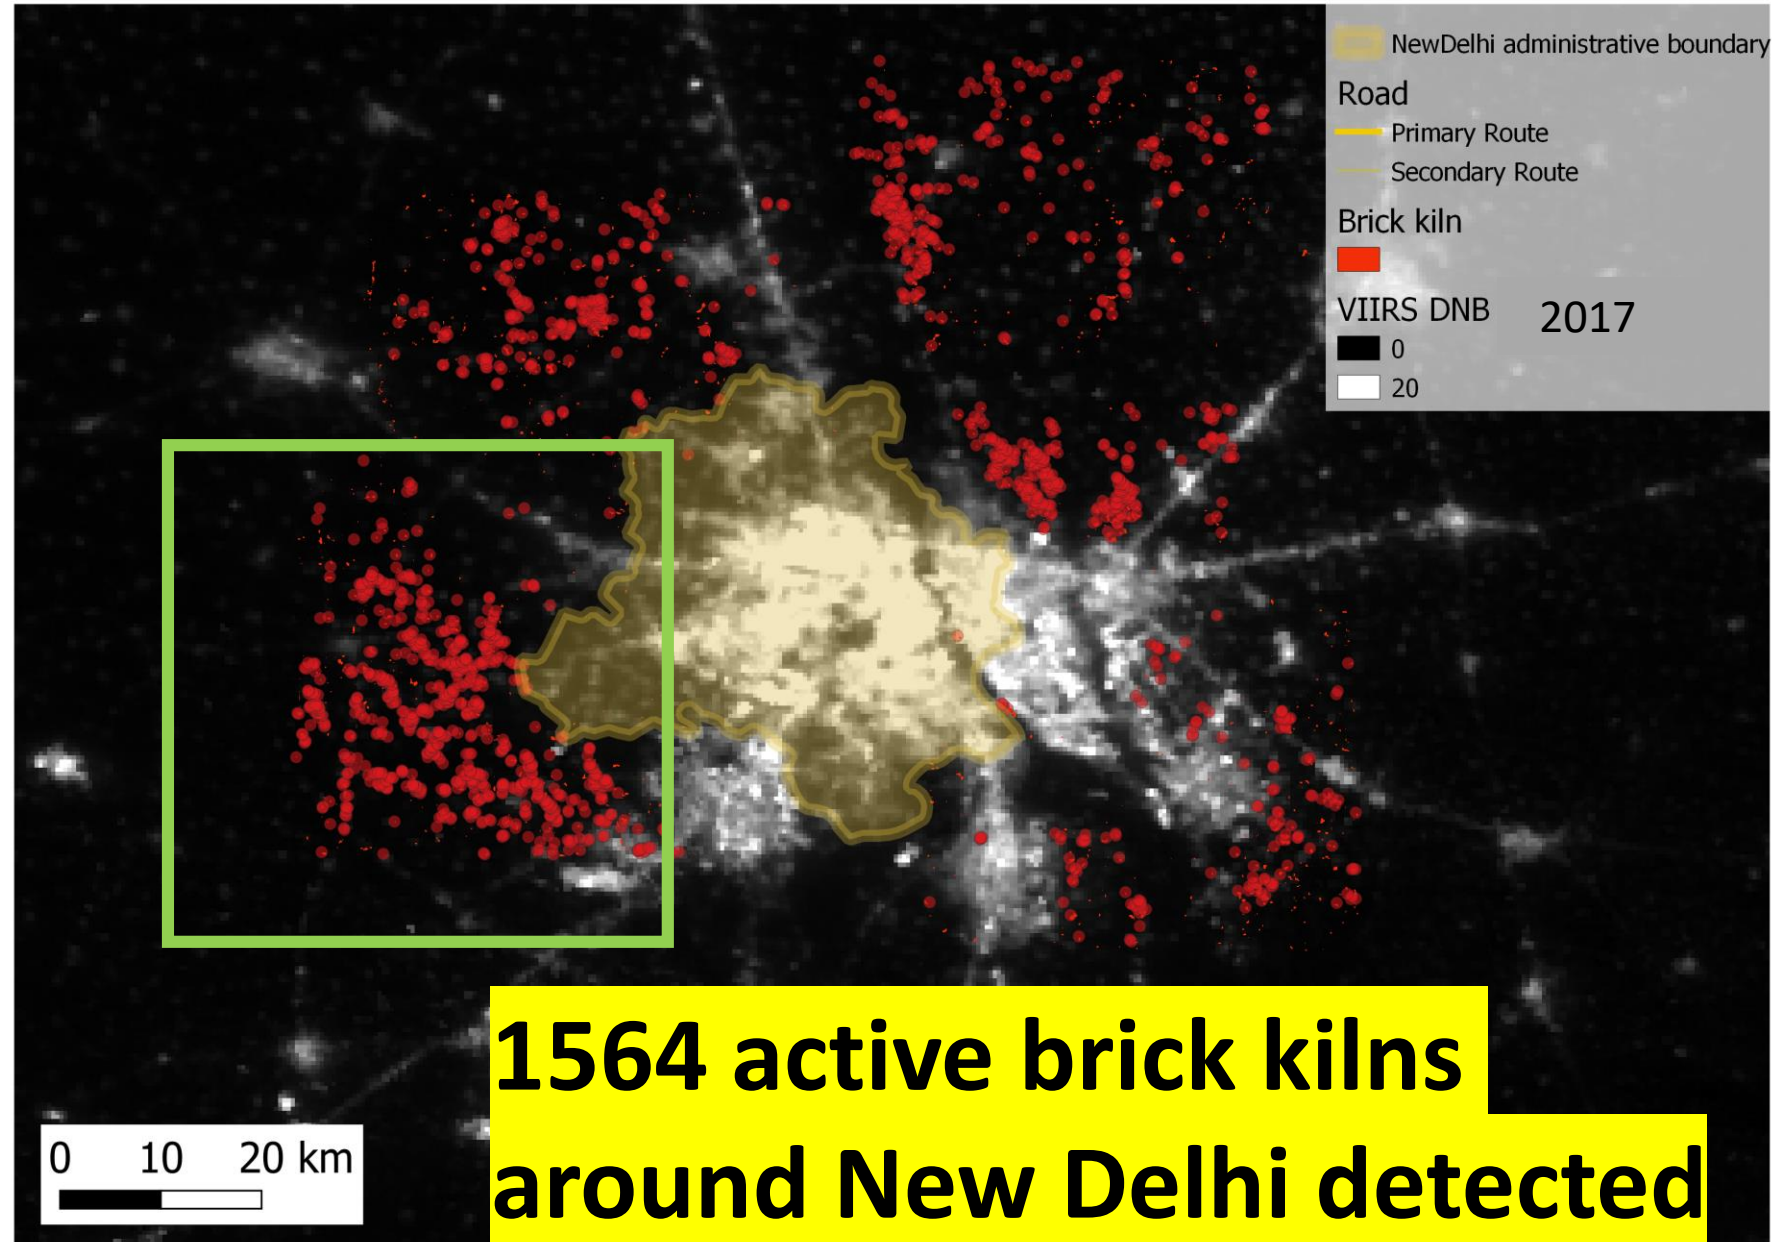 NewDelhi administrative boundary
Road
Primary Route
Secondary Route
Brick kiln
VIIRS DNB 2017
0
20
0 10 20 km
1564 active brick kilns
around New Delhi detected